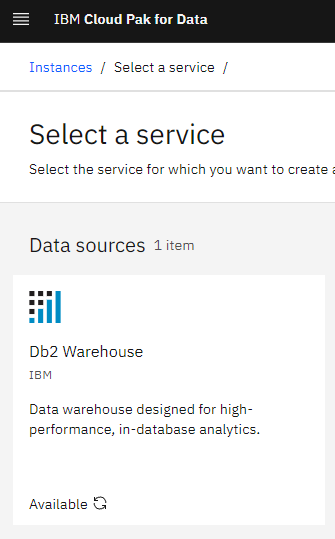 IBM Cloud Pak for Data
Instances / Select a service /
Select a service
Select the service for which you want to create
Data sources 1 item
Db2 Warehouse
IBM
Data warehouse designed for high-
performance, in-database analytics.
Available